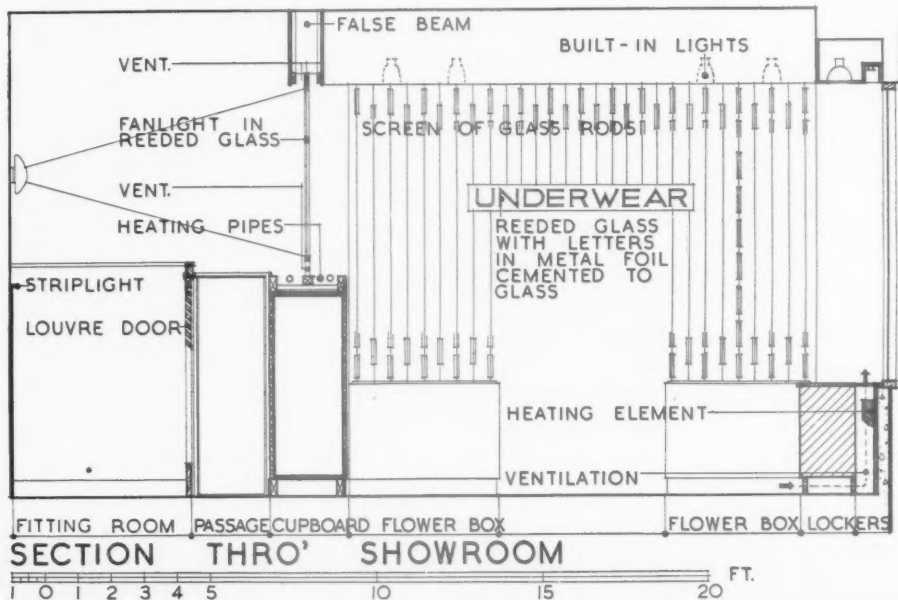 FALSE BEAM
BUILT-IN LIGHTS
VENT.
FANLIGHT IN
REEDED GLASS
SCREEN OF GLASS RODS
VENT.
UNDERWEAR
HEATING PIPES
REEDED GLASS
WITH LETTERS
IN METAL FOIL
CEMENTED TO
GLASS
STRIPLIGHT
LOUVRE DOOR
HEATING ELEMENT
VENTILATION
FITTING ROOM PASSAGE CUPBOARD FLOWER BOX FLOWER BOX LOCKERS
SECTION THRO' SHOWROOM
1 0 1 2 3 4 5 10 15 20 FT.